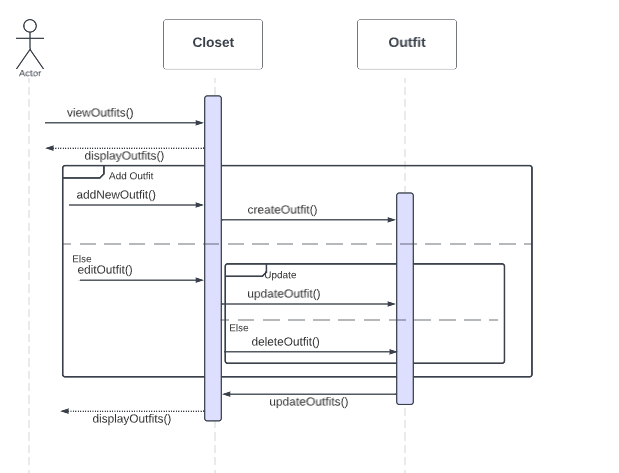 Closet
Outfit
Actor
viewOutfits()
displayOutfits()
Add Outfit
addNewOutfit()
createOutfit()
Else
editOutfit()
Update
updateOutfit()
Else
deleteOutfit()
updateOutfits()
displayOutfits()